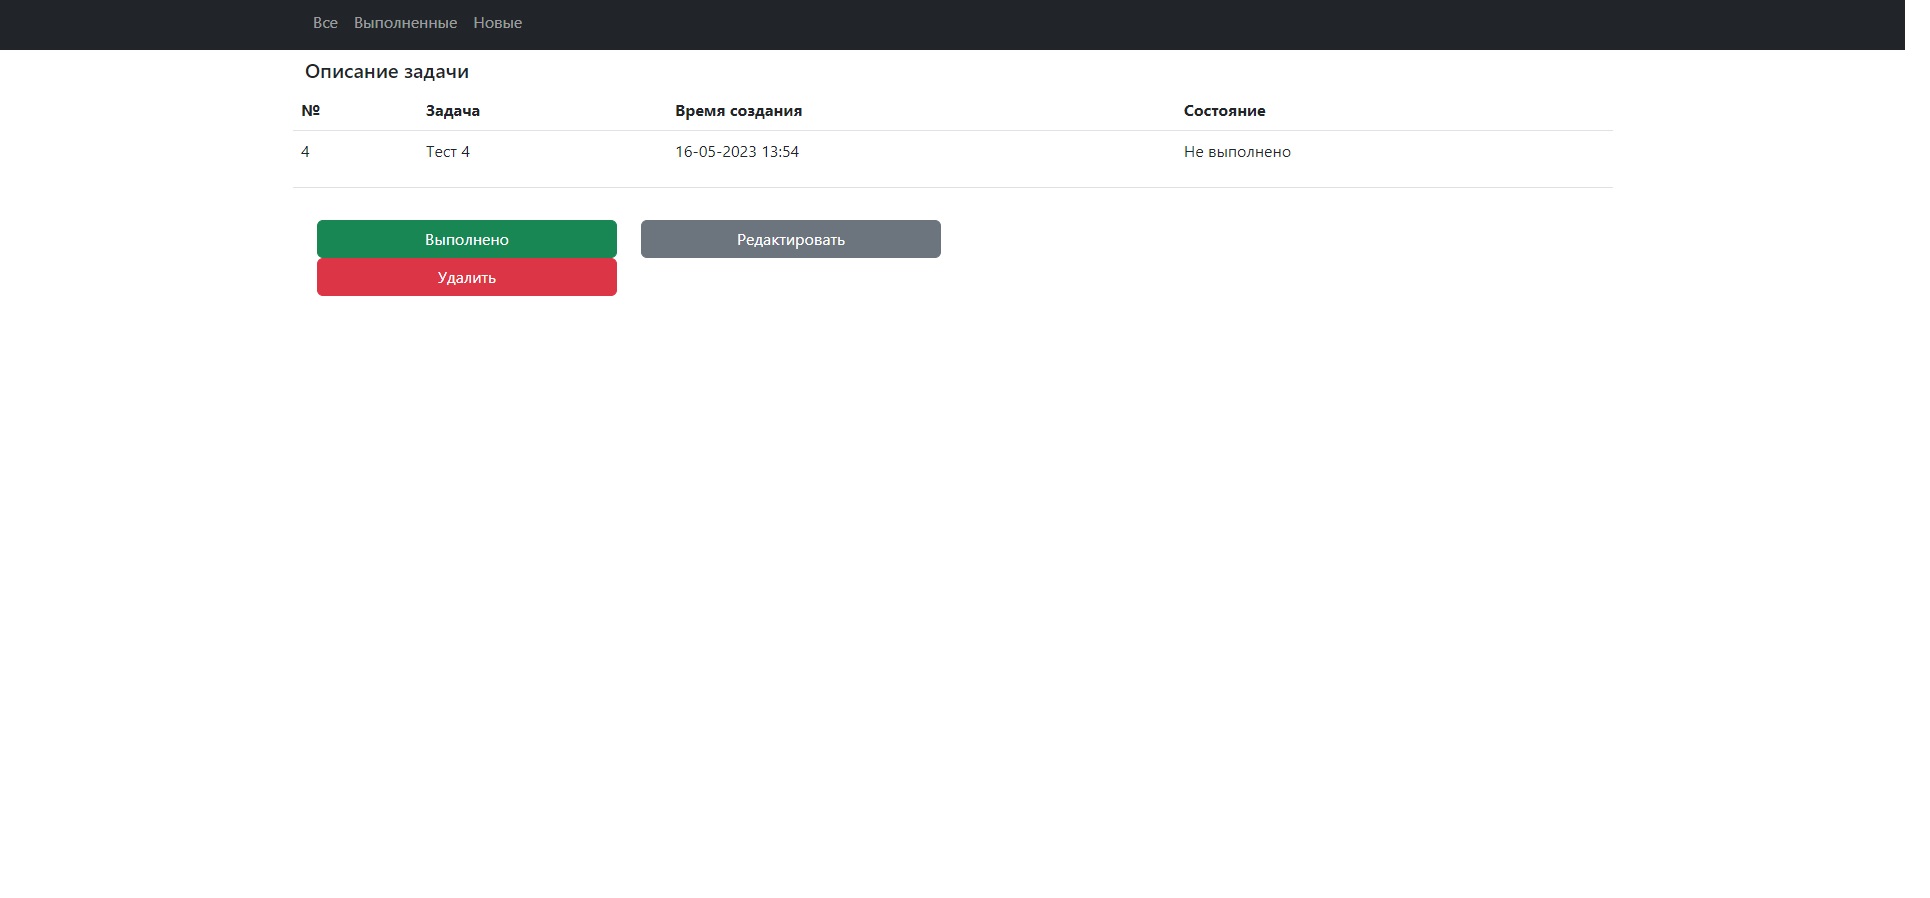 Все Выполненные Новые
Описание задачи
№ Задача Время создания Состояние
4 Тест 4 16-05-2023 13:54 Не выполнено
Выполнено Редактировать
Удалить